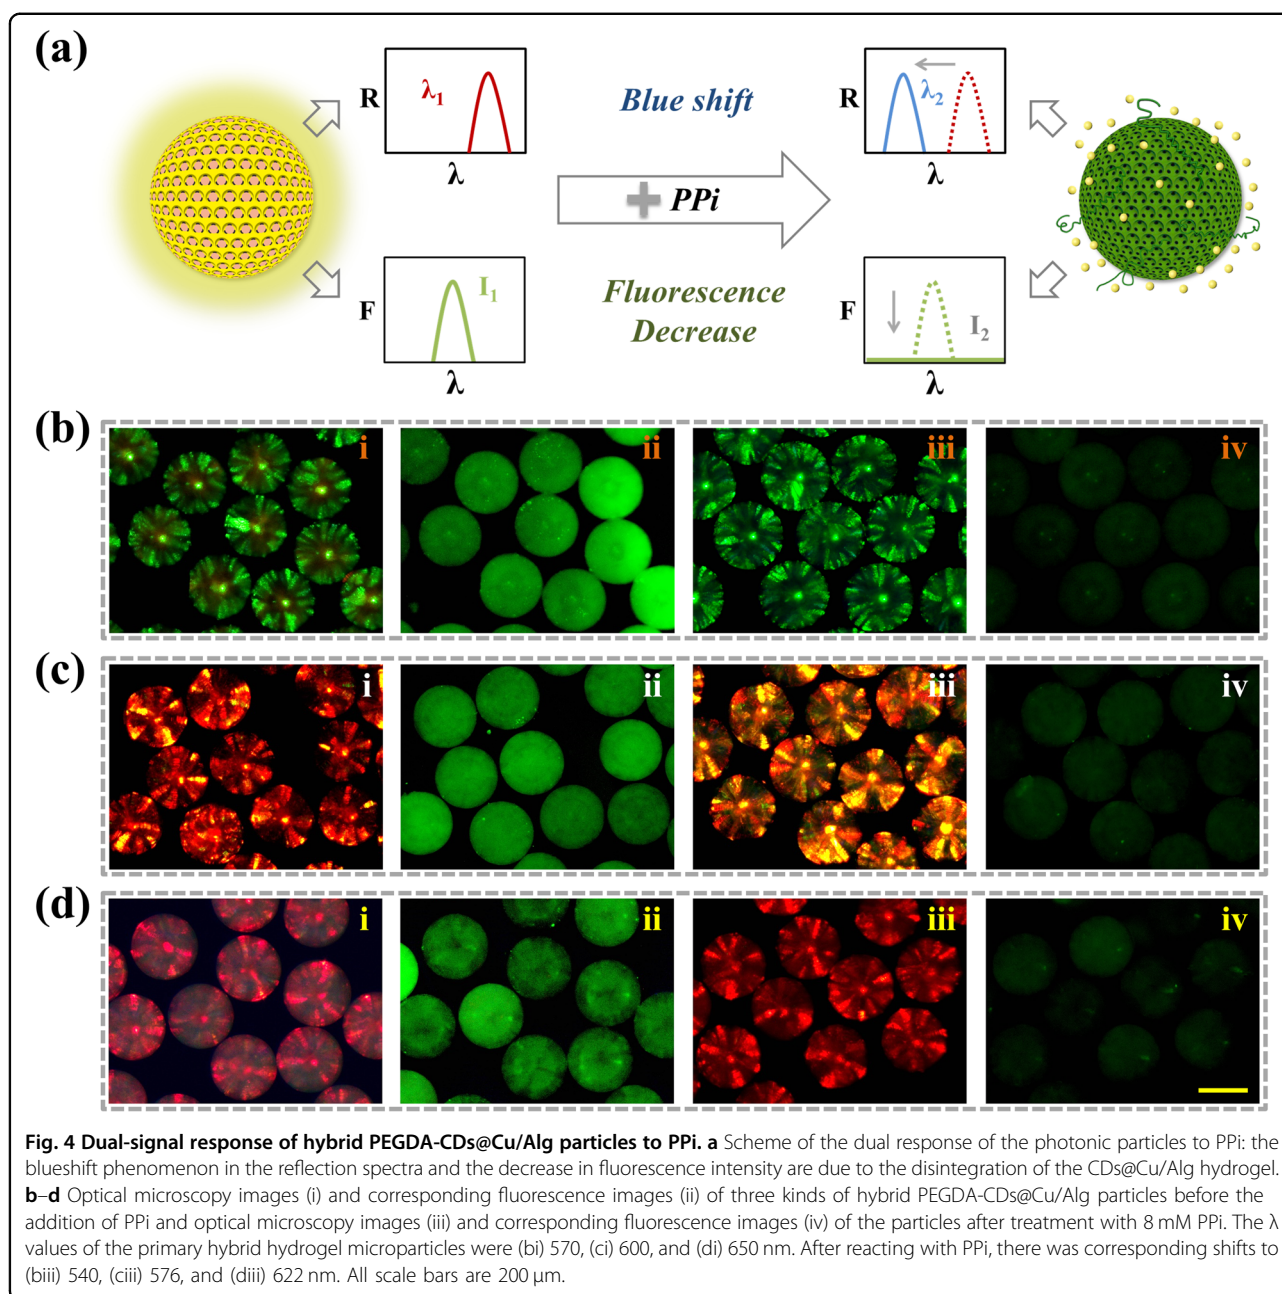 (a)
R
λ₁
λ
Blue shift
R
λ₂
λ
PPi
F
I₁
λ
Fluorescence
Decrease
F
I₂
λ
(b)
i
ii
iii
iv
(c)
i
ii
iii
iv
(d)
i
ii
iii
iv
Fig. 4 Dual-signal response of hybrid PEGDA-CDs@Cu/Alg particles to PPi. a Scheme of the dual response of the photonic particles to PPi: the
blueshift phenomenon in the reflection spectra and the decrease in fluorescence intensity are due to the disintegration of the CDs@Cu/Alg hydrogel.
b–d Optical microscopy images (i) and corresponding fluorescence images (ii) of three kinds of hybrid PEGDA-CDs@Cu/Alg particles before the
addition of PPi and optical microscopy images (iii) and corresponding fluorescence images (iv) of the particles after treatment with 8 mM PPi. The λ
values of the primary hybrid hydrogel microparticles were (bi) 570, (ci) 600, and (di) 650 nm. After reacting with PPi, there was corresponding shifts to
(biii) 540, (ciii) 576, and (diii) 622 nm. All scale bars are 200 μm.